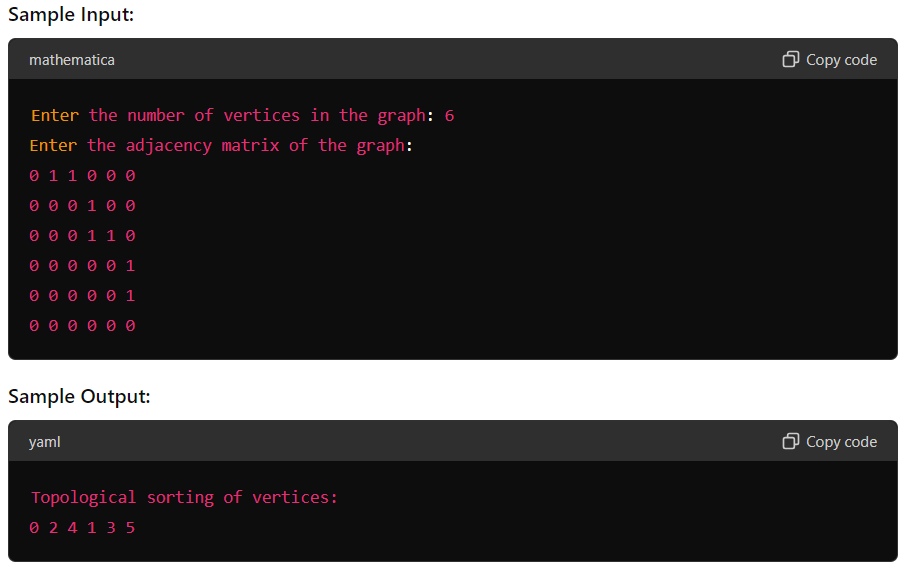 Sample Input:
mathematica
Copy code
Enter the number of vertices in the graph: 6
Enter the adjacency matrix of the graph:
0 1 1 0 0 0
0 0 0 1 0 0
0 0 0 1 1 0
0 0 0 0 0 1
0 0 0 0 0 1
0 0 0 0 0 0
Sample Output:
yaml
Copy code
Topological sorting of vertices:
0 2 4 1 3 5